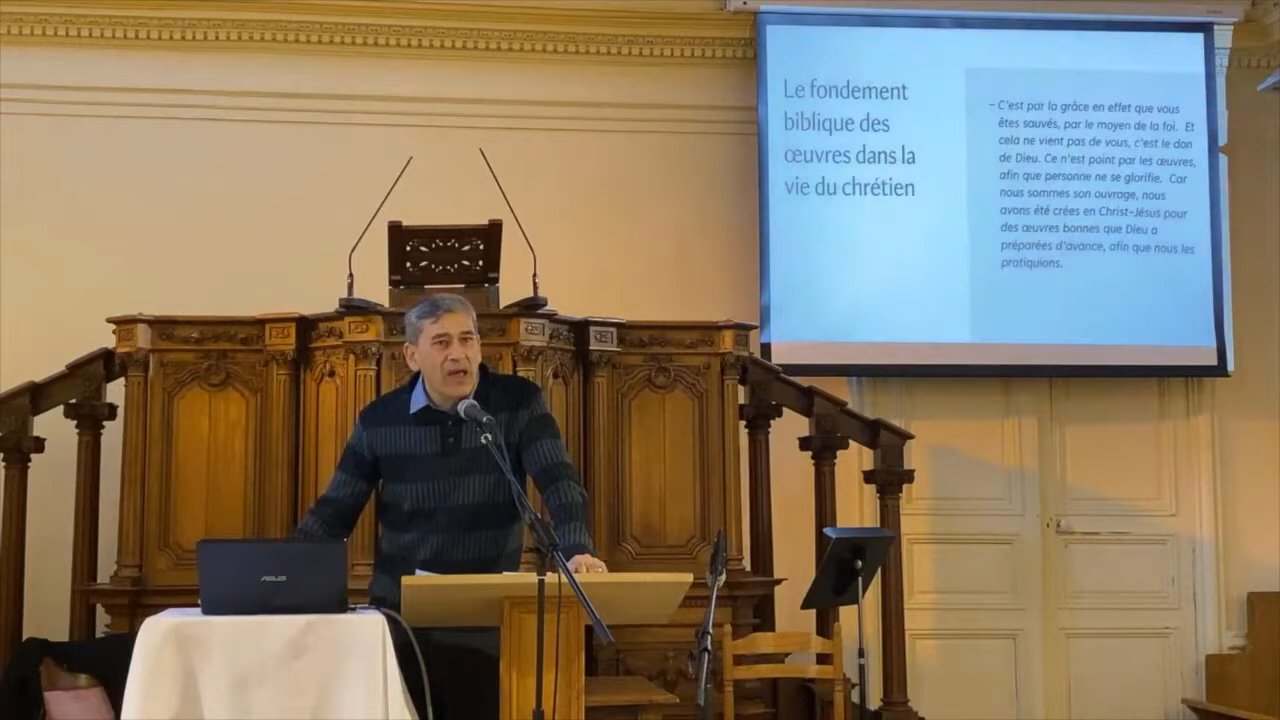 Le fondement
biblique des
œuvres dans la
vie du chrétien
– C'est par la grâce en effet que vous
êtes sauvés, par le moyen de la foi. Et
cela ne vient pas de vous, c'est le don
de Dieu. Ce n'est point par les œuvres,
afin que personne ne se glorifie. Car
nous sommes son ouvrage, nous
avons été crées en Christ-Jésus pour
des œuvres bonnes que Dieu a
préparées d'avance, afin que nous les
pratiquions.
ASUS